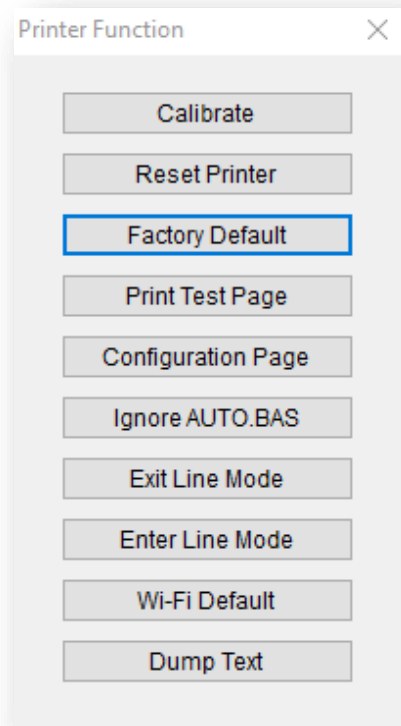 Printer Function
Calibrate
Reset Printer
Factory Default
Print Test Page
Configuration Page
Ignore AUTO.BAS
Exit Line Mode
Enter Line Mode
Wi-Fi Default
Dump Text